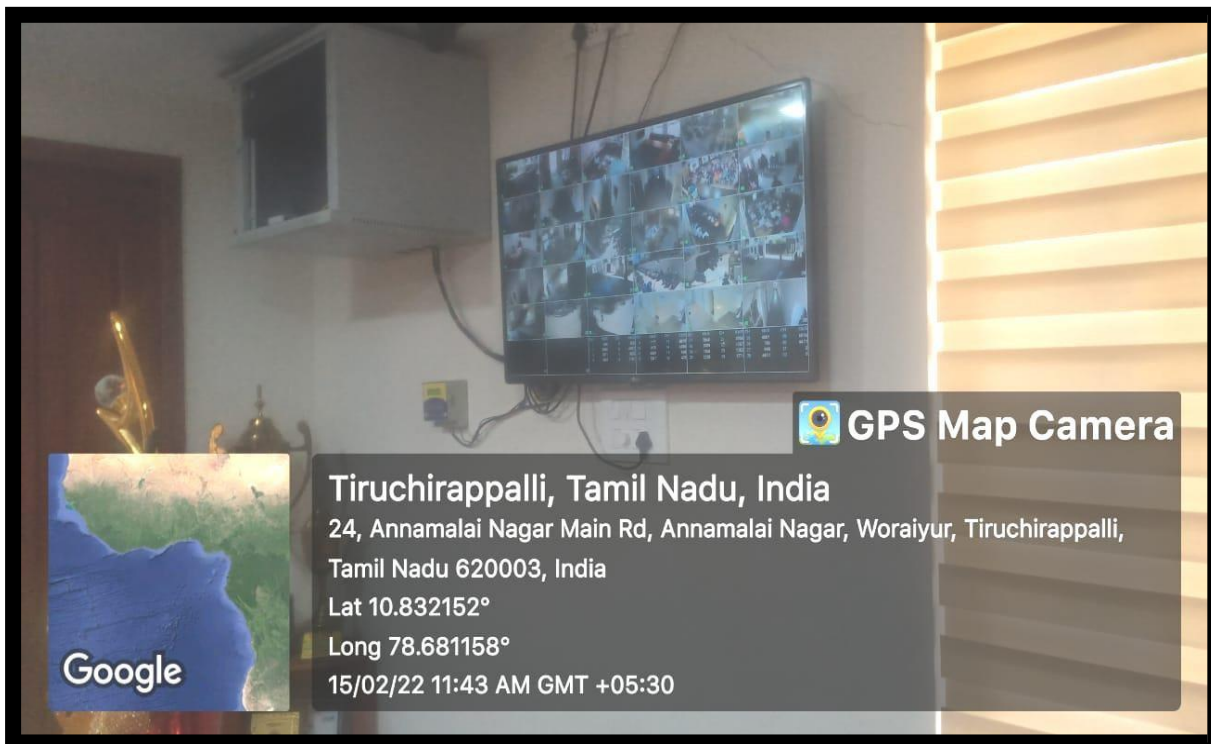 GPS Map Camera
Tiruchirappalli, Tamil Nadu, India
24, Annamalai Nagar Main Rd, Annamalai Nagar, Woraiyur, Tiruchirappalli,
Tamil Nadu 620003, India
Lat 10.832152°
Long 78.681158°
15/02/22 11:43 AM GMT +05:30
Google